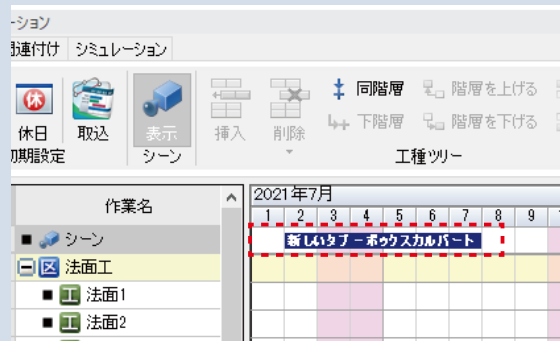 ーション
連付け シミュレーション
同階層 階層を上げる
下階層 階層を下げる
休日 取込 表示 挿入 削除
期設定 シーン 工種ツリー
作業名 2021年7月
1 2 3 4 5 6 7 8 9
シーン 新しいタブーボックスカルバート
区 法面工
工 法面1
工 法面2